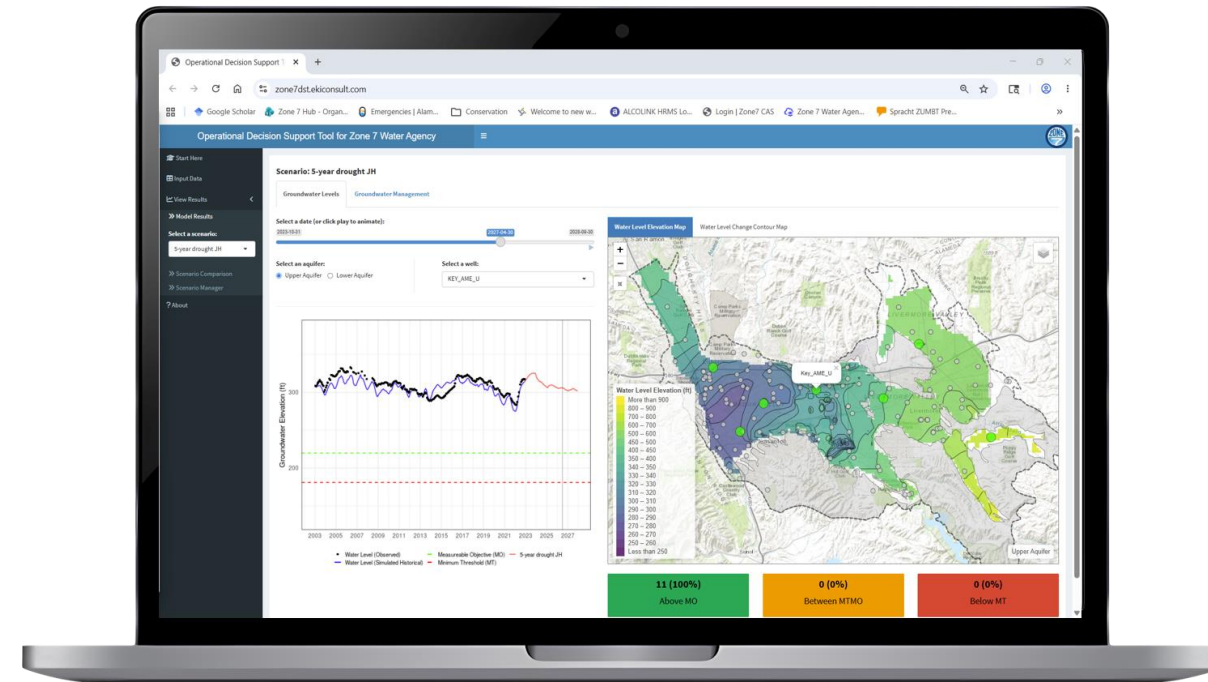 Operational Decision Support T
zone7dst.ekiconsult.com
Google Scholar
Zone 7 Hub - Organ...
Emergencies | Alam...
Conservation
Welcome to new w...
ALCOLINK HRMS Lo...
Login | Zone7 CAS
Zone 7 Water Agen...
Spracht ZUMBT Pre...
Operational Decision Support Tool for Zone 7 Water Agency
Start Here
Input Data
View Results
Model Results
Select a scenario:
5-year drought JH
Scenario Comparison
Scenario Manager
? About
Scenario: 5-year drought JH
Groundwater Levels
Groundwater Management
Select a date (or click play to animate):
2027-04-30
Select an aquifer:
Upper Aquifer
Lower Aquifer
Select a well:
KEY_AME_U
Groundwater Elevation (ft)
300
200
2003 2005 2007 2009 2011 2013 2015 2017 2019 2021 2023 2025 2027
Water Level (Observed)
Measureable Objective (MO)
5-year drought JH
Water Level (Simulated Historical)
Minimum Threshold (MT)
Water Level Elevation Map
Water Level Change Contour Map
+
−
LIVERMORE VALLEY
Key_AME_U
Water Level Elevation (ft)
More than 900
800 – 900
700 – 800
600 – 700
500 – 600
450 – 500
400 – 450
350 – 400
340 – 350
330 – 340
320 – 330
310 – 320
300 – 310
290 – 300
280 – 290
270 – 280
260 – 270
250 – 260
Less than 250
Sunol
Upper Aquifer
11 (100%)
Above MO
0 (0%)
Between MTMO
0 (0%)
Below MT